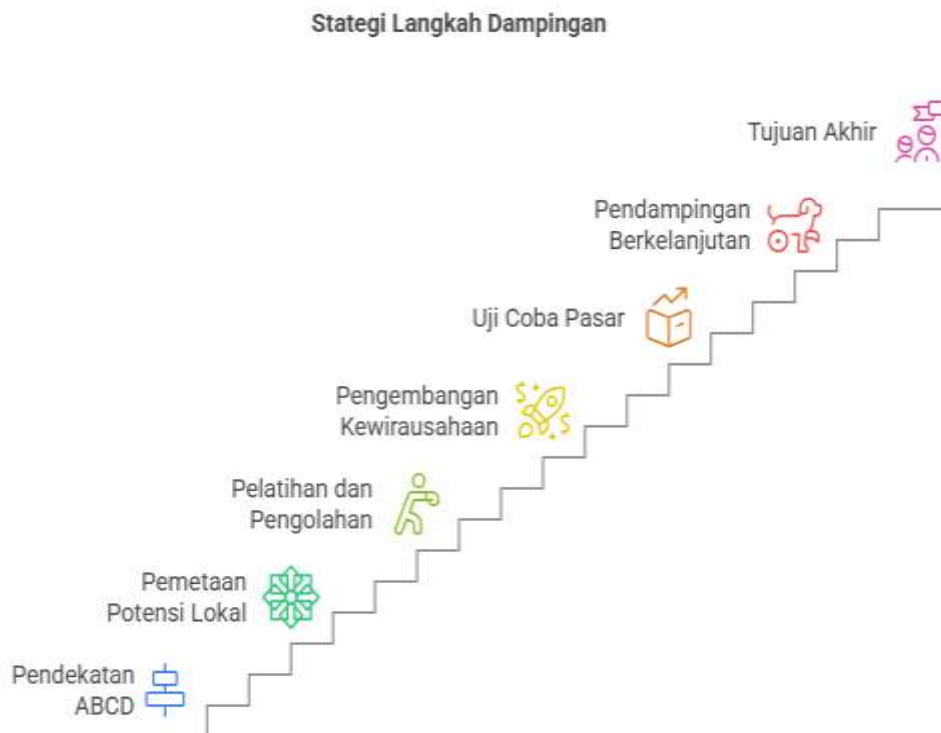 Stategi Langkah Dampingan
Tujuan Akhir
Pendampingan
Berkelanjutan
Uji Coba Pasar
Pengembangan
Kewirausahaan
Pelatihan dan
Pengolahan
Pemetaan
Potensi Lokal
Pendekatan
ABCD